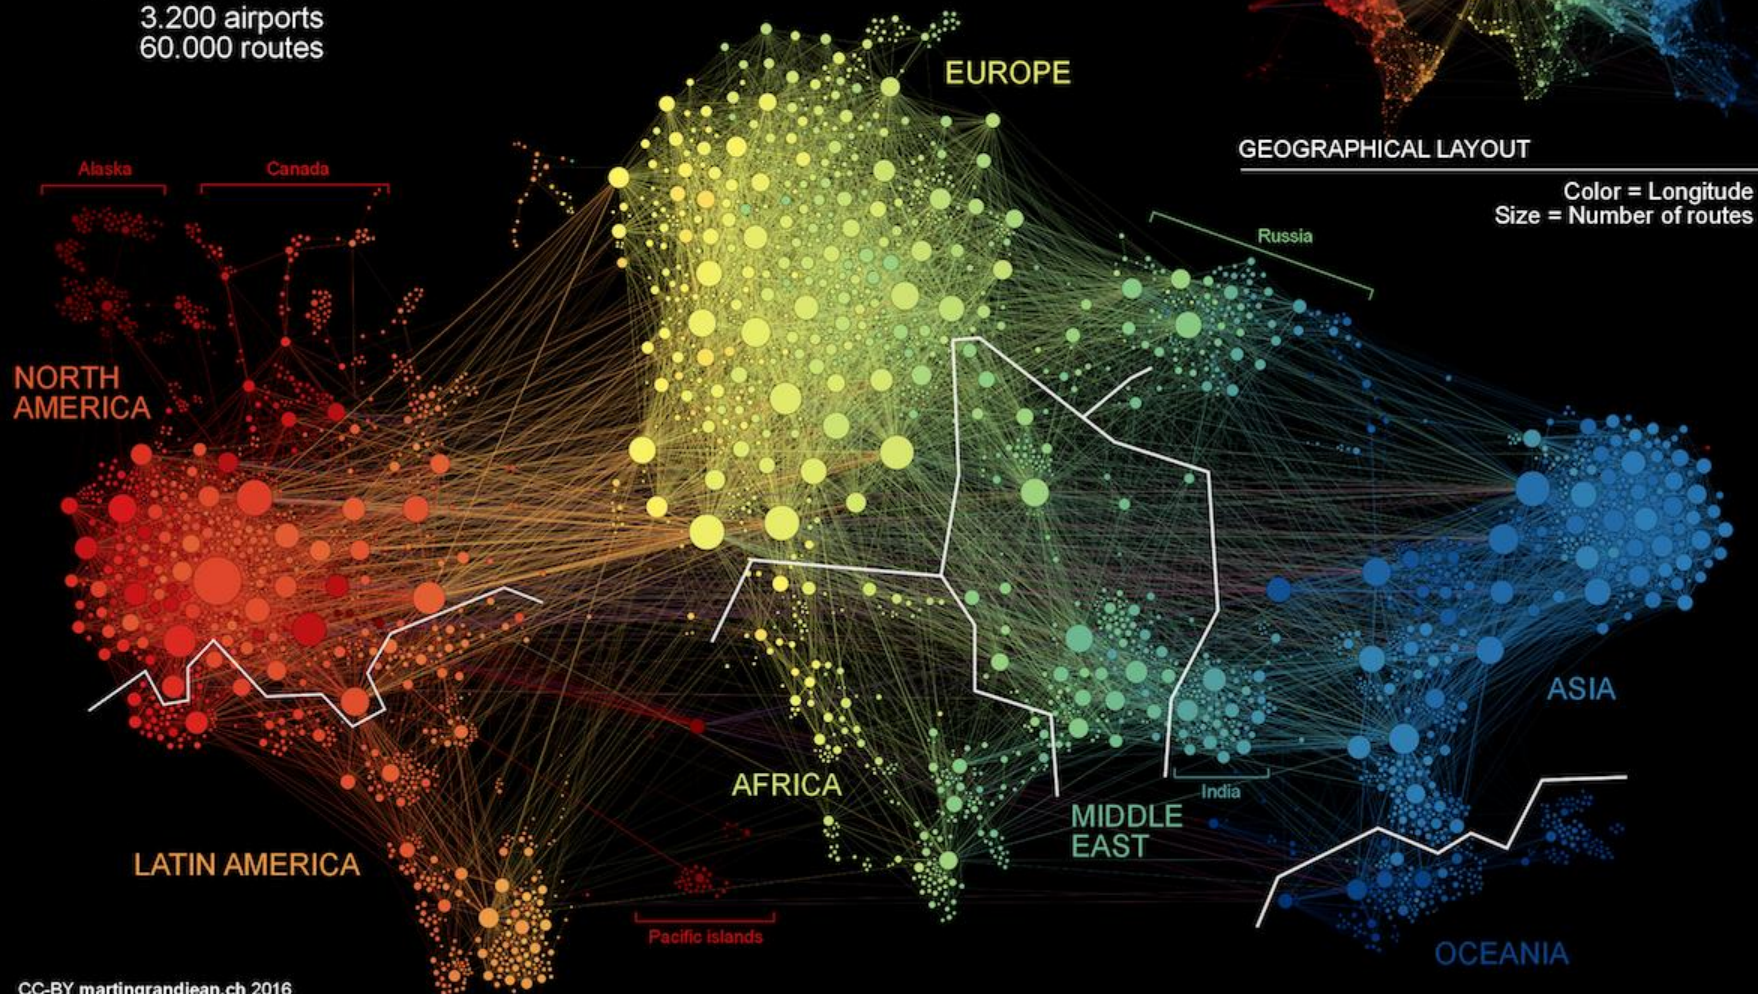 3.200 airports
60.000 routes
EUROPE
GEOGRAPHICAL LAYOUT
Color = Longitude
Size = Number of routes
Alaska
Canada
Russia
NORTH
AMERICA
ASIA
AFRICA
India
MIDDLE
EAST
LATIN AMERICA
Pacific islands
OCEANIA
CC-BY martingrandjean.ch 2016